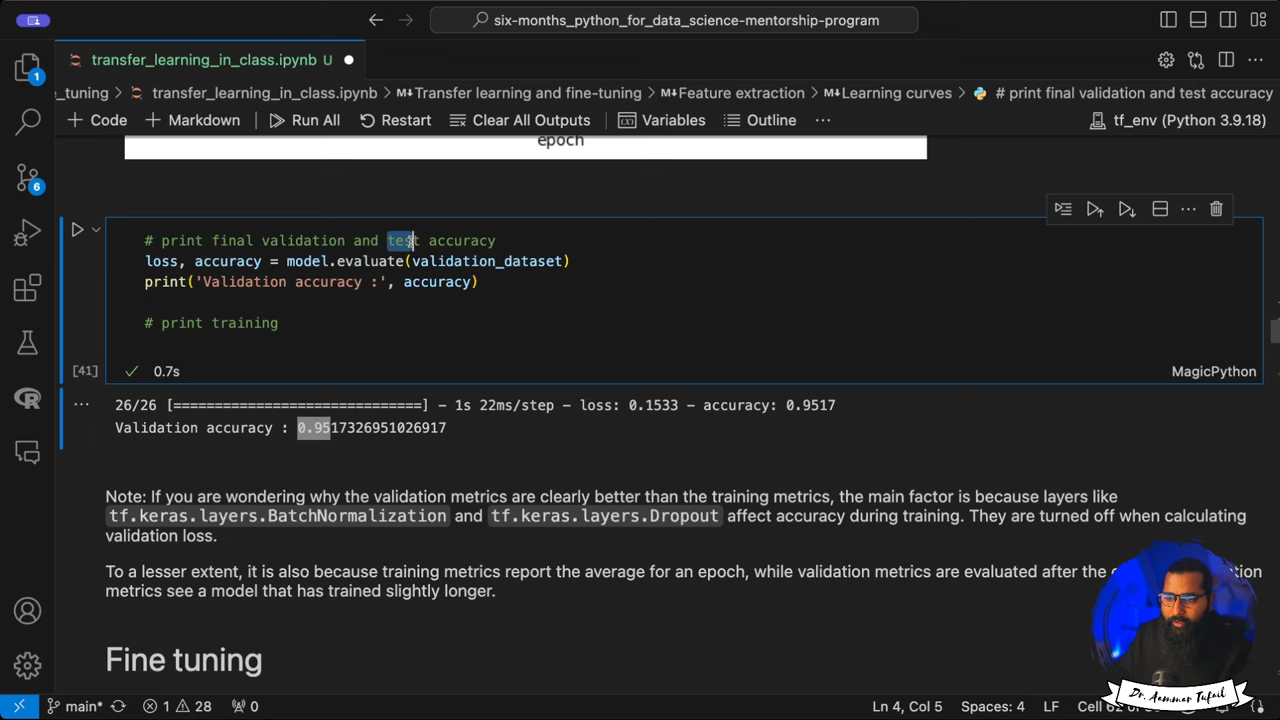 six-months_python_for_data_science-mentorship-program
transfer_learning_in_class.ipynb U
_tuning > transfer_learning_in_class.ipynb > M Transfer learning and fine-tuning > M Feature extraction > M Learning curves > # print final validation and test accuracy
+ Code + Markdown Run All Restart Clear All Outputs Variables Outline ... tf_env (Python 3.9.18)
epoch
# print final validation and test accuracy
loss, accuracy = model.evaluate(validation_dataset)
print('Validation accuracy :', accuracy)
# print training
[41] 0.7s MagicPython
26/26 [==============================] - 1s 22ms/step - loss: 0.1533 - accuracy: 0.9517
Validation accuracy : 0.9517326951026917
Note: If you are wondering why the validation metrics are clearly better than the training metrics, the main factor is because layers like
tf.keras.layers.BatchNormalization and tf.keras.layers.Dropout affect accuracy during training. They are turned off when calculating
validation loss.
To a lesser extent, it is also because training metrics report the average for an epoch, while validation metrics are evaluated after the
metrics see a model that has trained slightly longer.
Fine tuning
1
6
R
Dr. Aammar Tufail
main* 1 28 0 Ln 4, Col 5 Spaces: 4 LF Cell 62